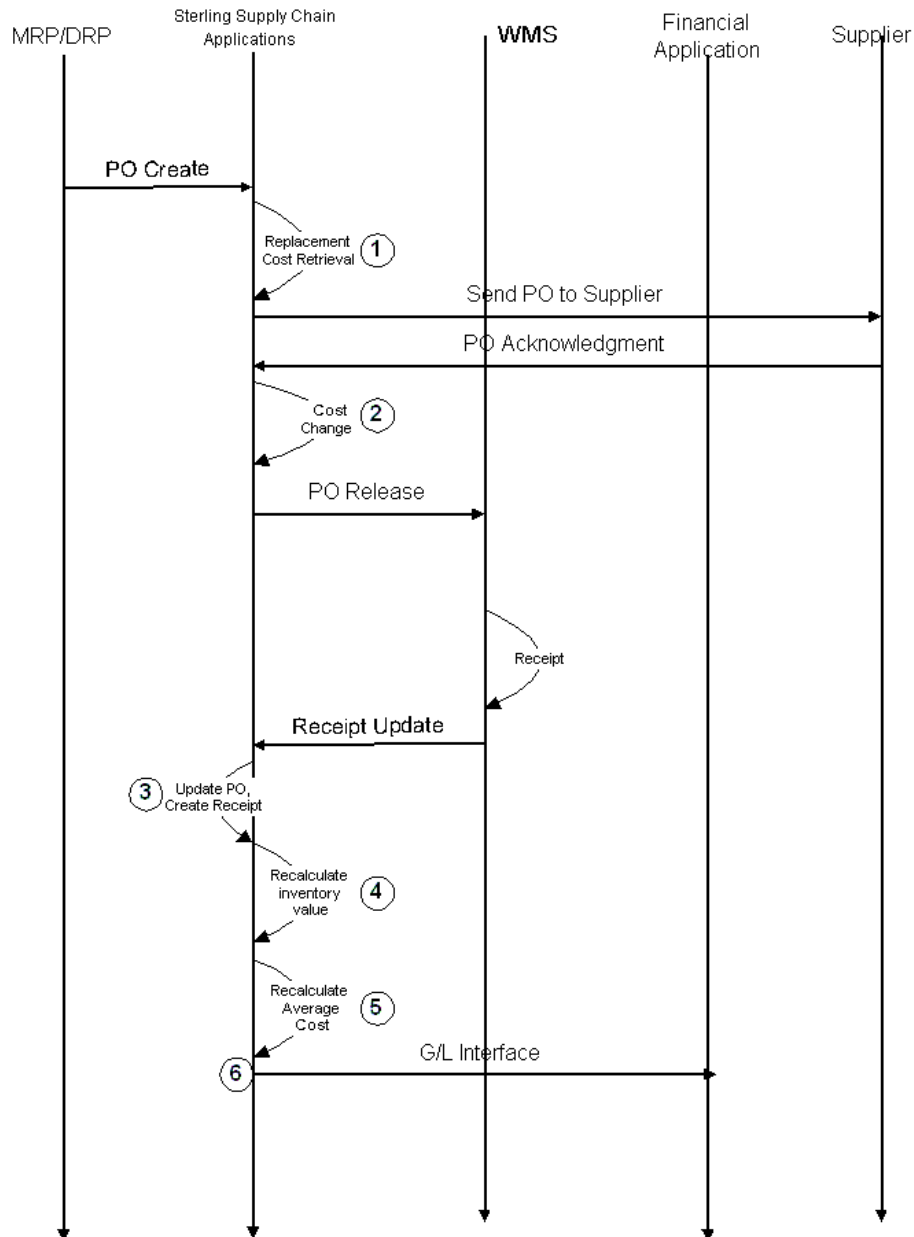 MRP/DRP
Sterling Supply Chain
Applications
WMS
Financial
Application
Supplier
PO Create
Replacement
Cost Retrieval
1
Send PO to Supplier
PO Acknowledgment
Cost
Change
2
PO Release
Receipt
Receipt Update
3
Update PO,
Create Receipt
Recalculate
inventory
value
4
Recalculate
Average
Cost
5
G/L Interface
6